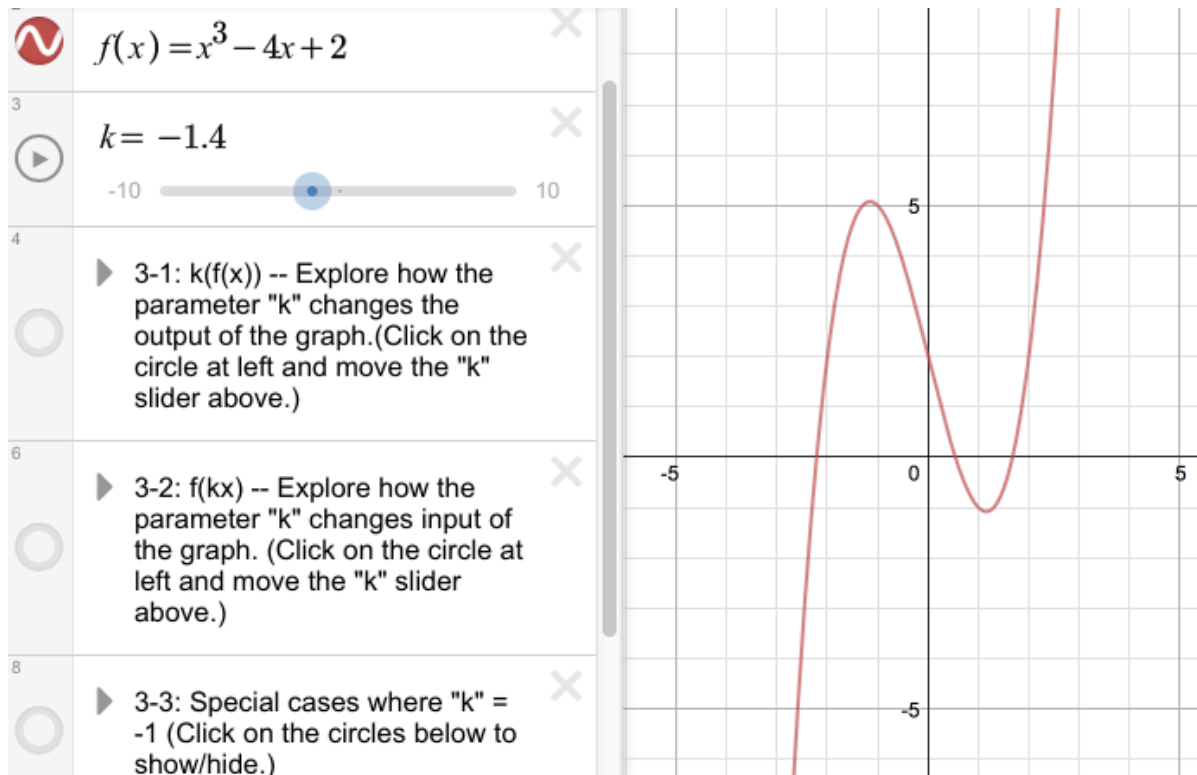 f(x)=x³−4x+2
3
k= −1.4
-10 10
4
3-1: k(f(x)) -- Explore how the
parameter "k" changes the
output of the graph.(Click on the
circle at left and move the "k"
slider above.)
6
3-2: f(kx) -- Explore how the
parameter "k" changes input of
the graph. (Click on the circle at
left and move the "k" slider
above.)
8
3-3: Special cases where "k" =
-1 (Click on the circles below to
show/hide.)
5
-5 0 5
-5